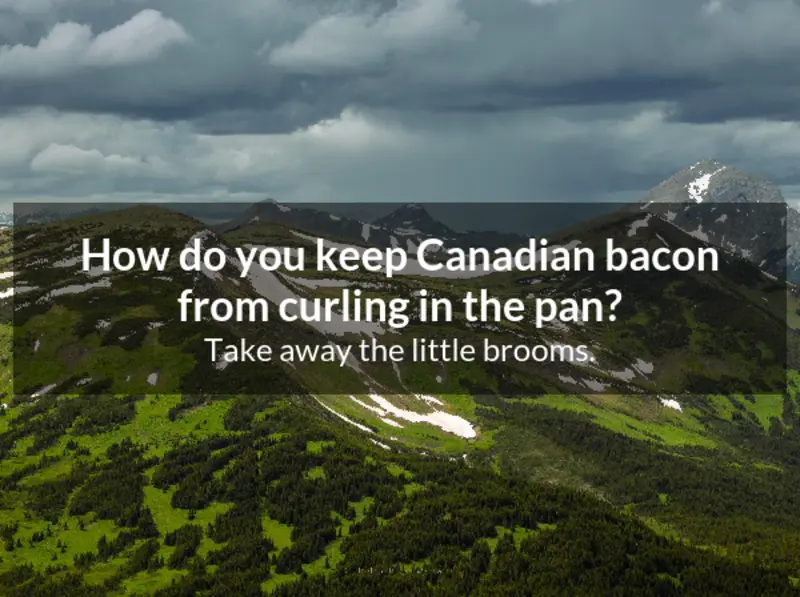 How do you keep Canadian bacon
from curling in the pan?
Take away the little brooms.